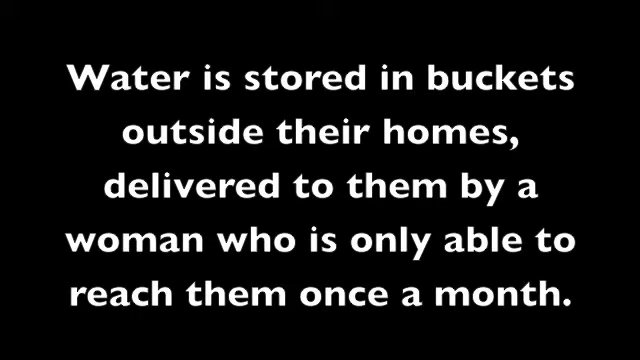 Water is stored in buckets
outside their homes,
delivered to them by a
woman who is only able to
reach them once a month.